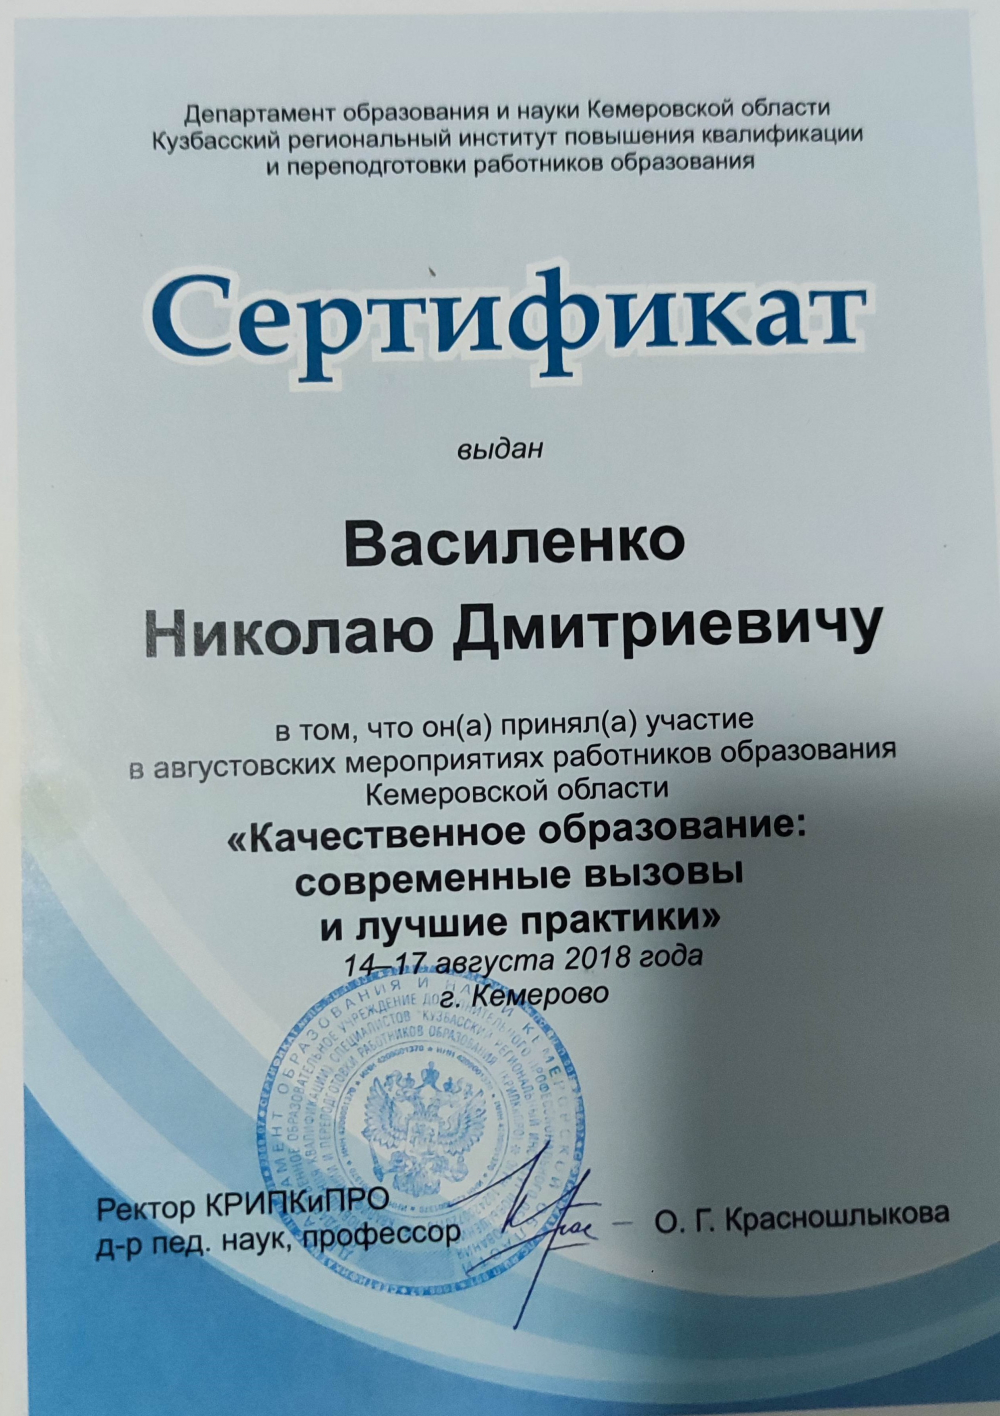 Департамент образования и науки Кемеровской области
Кузбасский региональный институт повышения квалификации
и переподготовки работников образования
Сертификат
выдан
Василенко
Николаю Дмитриевичу
в том, что он(а) принял(а) участие
в августовских мероприятиях работников образования
Кемеровской области
«Качественное образование:
современные вызовы
и лучшие практики»
14–17 августа 2018 года
г. Кемерово
Ректор КРИПКиПРО
д-р пед. наук, профессор
О. Г. Красношлыкова